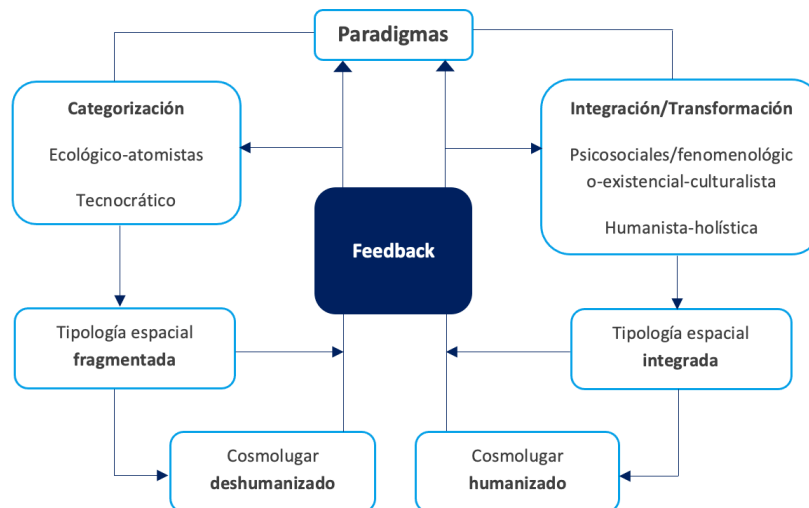 Paradigmas
Categorización
Ecológico-atomistas
Tecnocrático
Integración/Transformación
Psicosociales/fenomenológic
o-existencial-culturalista
Humanista-holística
Feedback
Tipología espacial
fragmentada
Tipología espacial
integrada
Cosmolugar
deshumanizado
Cosmolugar
humanizado